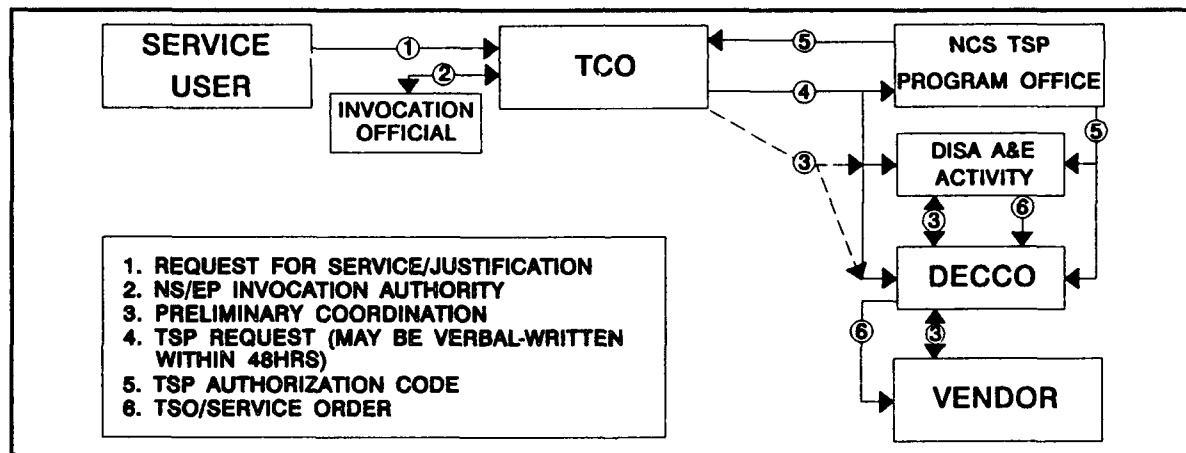 SERVICE
USER
1
TCO
5
NCS TSP
PROGRAM OFFICE
2
INVOCATION
OFFICIAL
4
5
3
DISA A&E
ACTIVITY
3
6
DECCO
6
3
VENDOR
1. REQUEST FOR SERVICE/JUSTIFICATION
2. NS/EP INVOCATION AUTHORITY
3. PRELIMINARY COORDINATION
4. TSP REQUEST (MAY BE VERBAL-WRITTEN
WITHIN 48HRS)
5. TSP AUTHORIZATION CODE
6. TSO/SERVICE ORDER